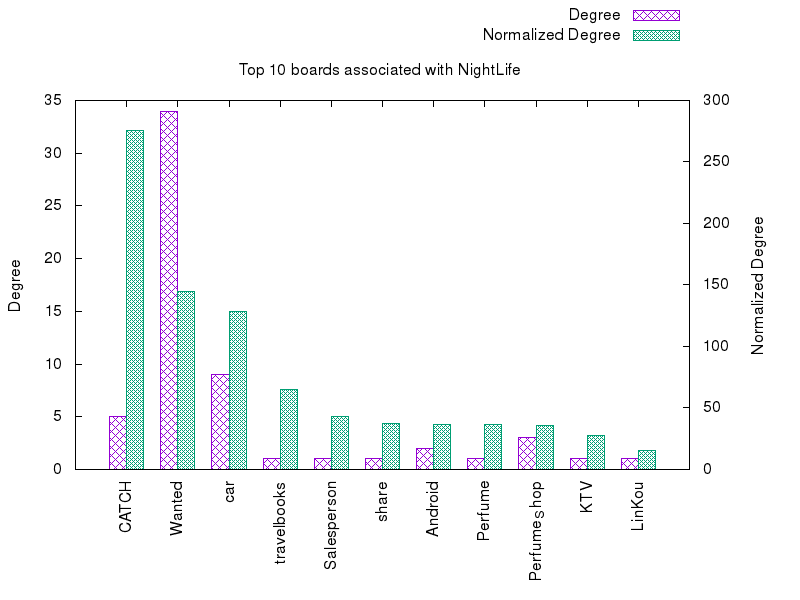 Degree
Normalized Degree
Top 10 boards associated with NightLife
35
30
25
20
15
10
5
0
300
250
200
150
100
50
0
Degree
Normalized Degree
CATCH
Wanted
car
travelbooks
Salesperson
share
Android
Perfume
PerfumeShop
KTV
LinKou